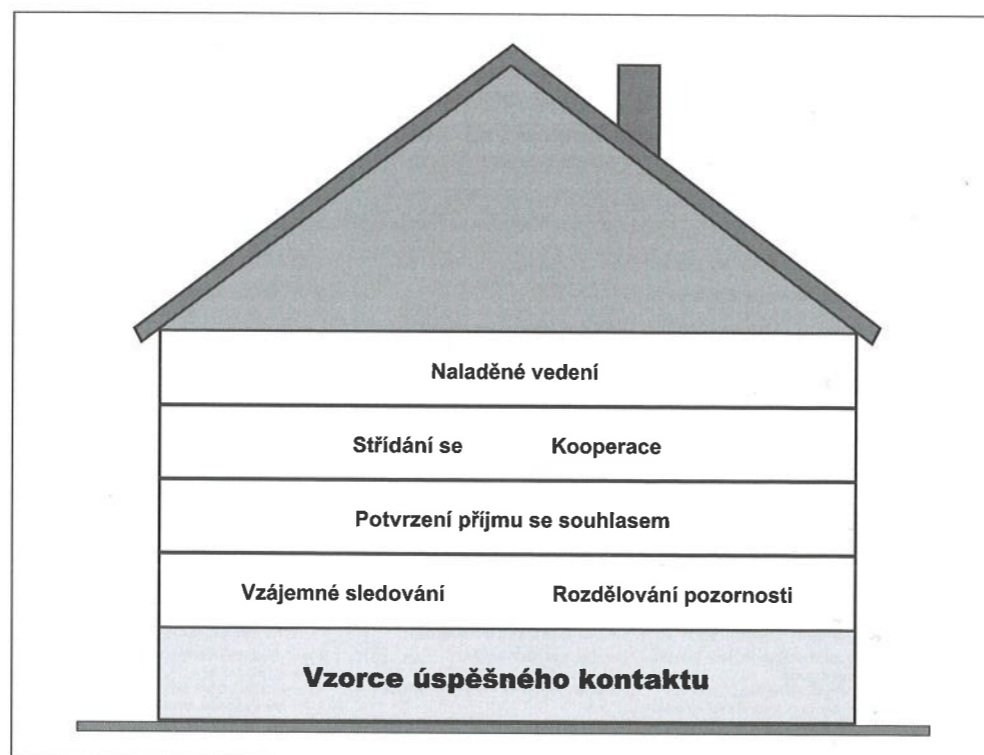 Naladěné vedení
Střídání se Kooperace
Potvrzení příjmu se souhlasem
Vzájemné sledování Rozdělování pozornosti
Vzorce úspěšného kontaktu